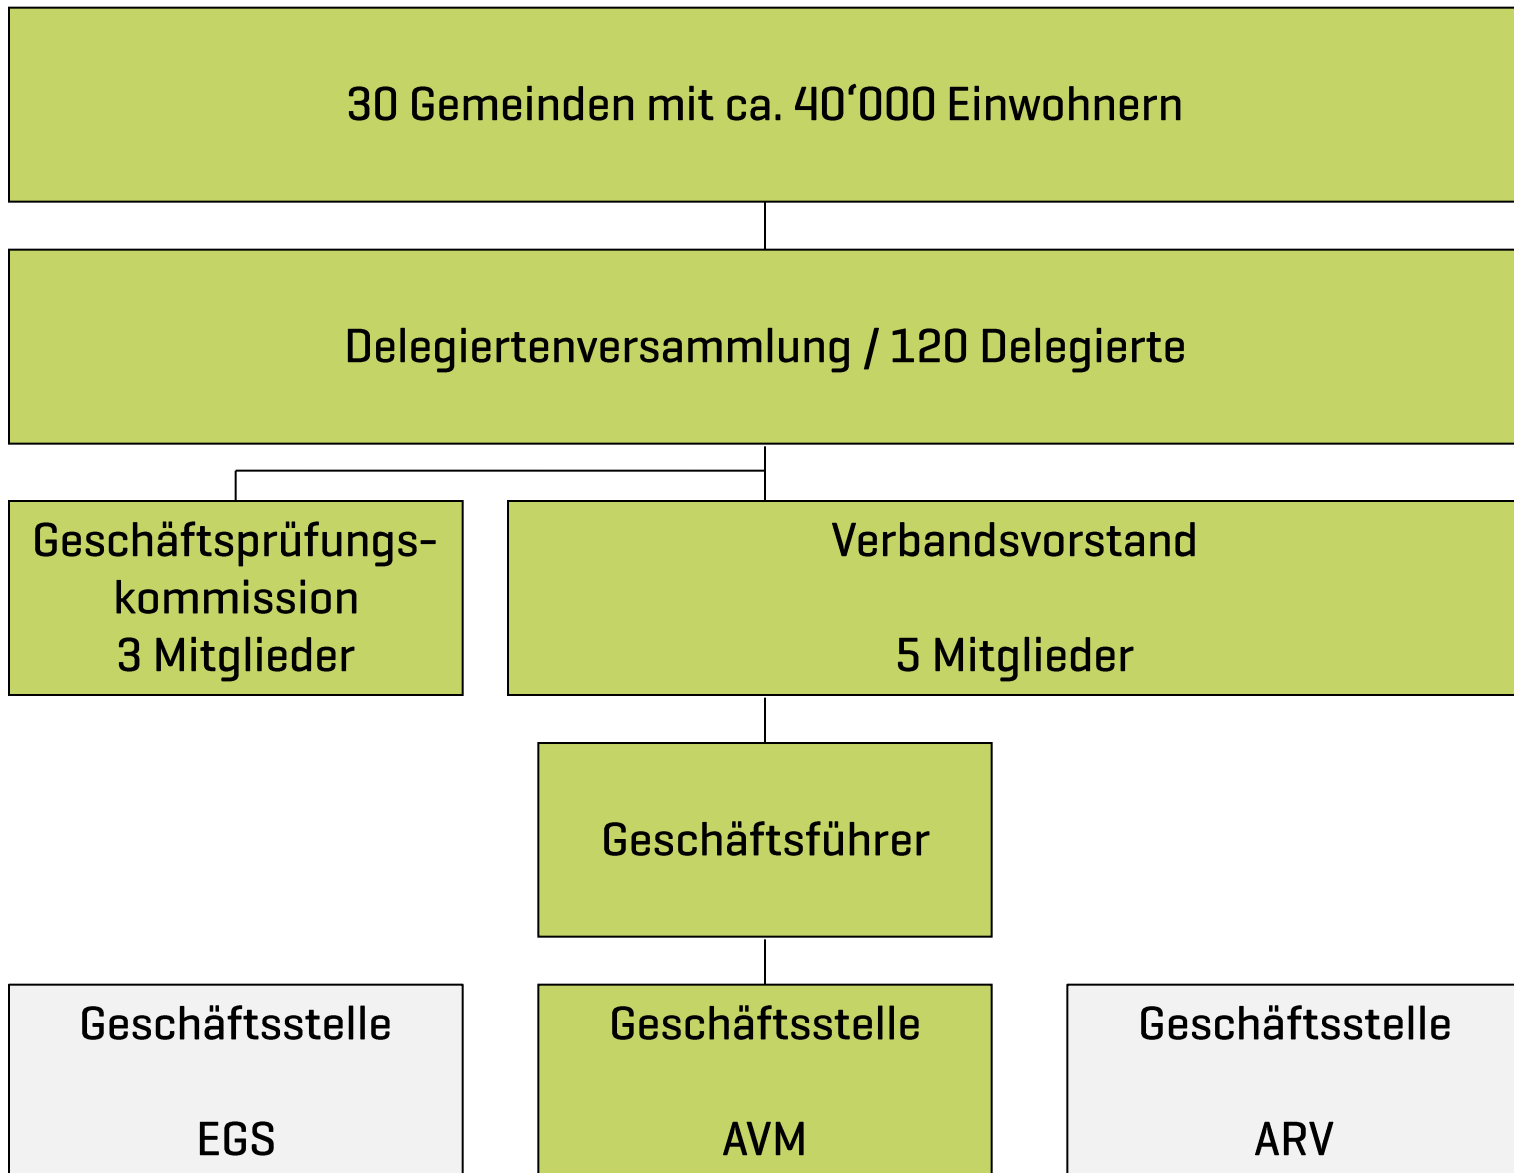 30 Gemeinden mit ca. 40‘000 Einwohnern
Delegiertenversammlung / 120 Delegierte
Geschäftsprüfungs-
kommission
3 Mitglieder
Verbandsvorstand
5 Mitglieder
Geschäftsführer
Geschäftsstelle
EGS
Geschäftsstelle
AVM
Geschäftsstelle
ARV